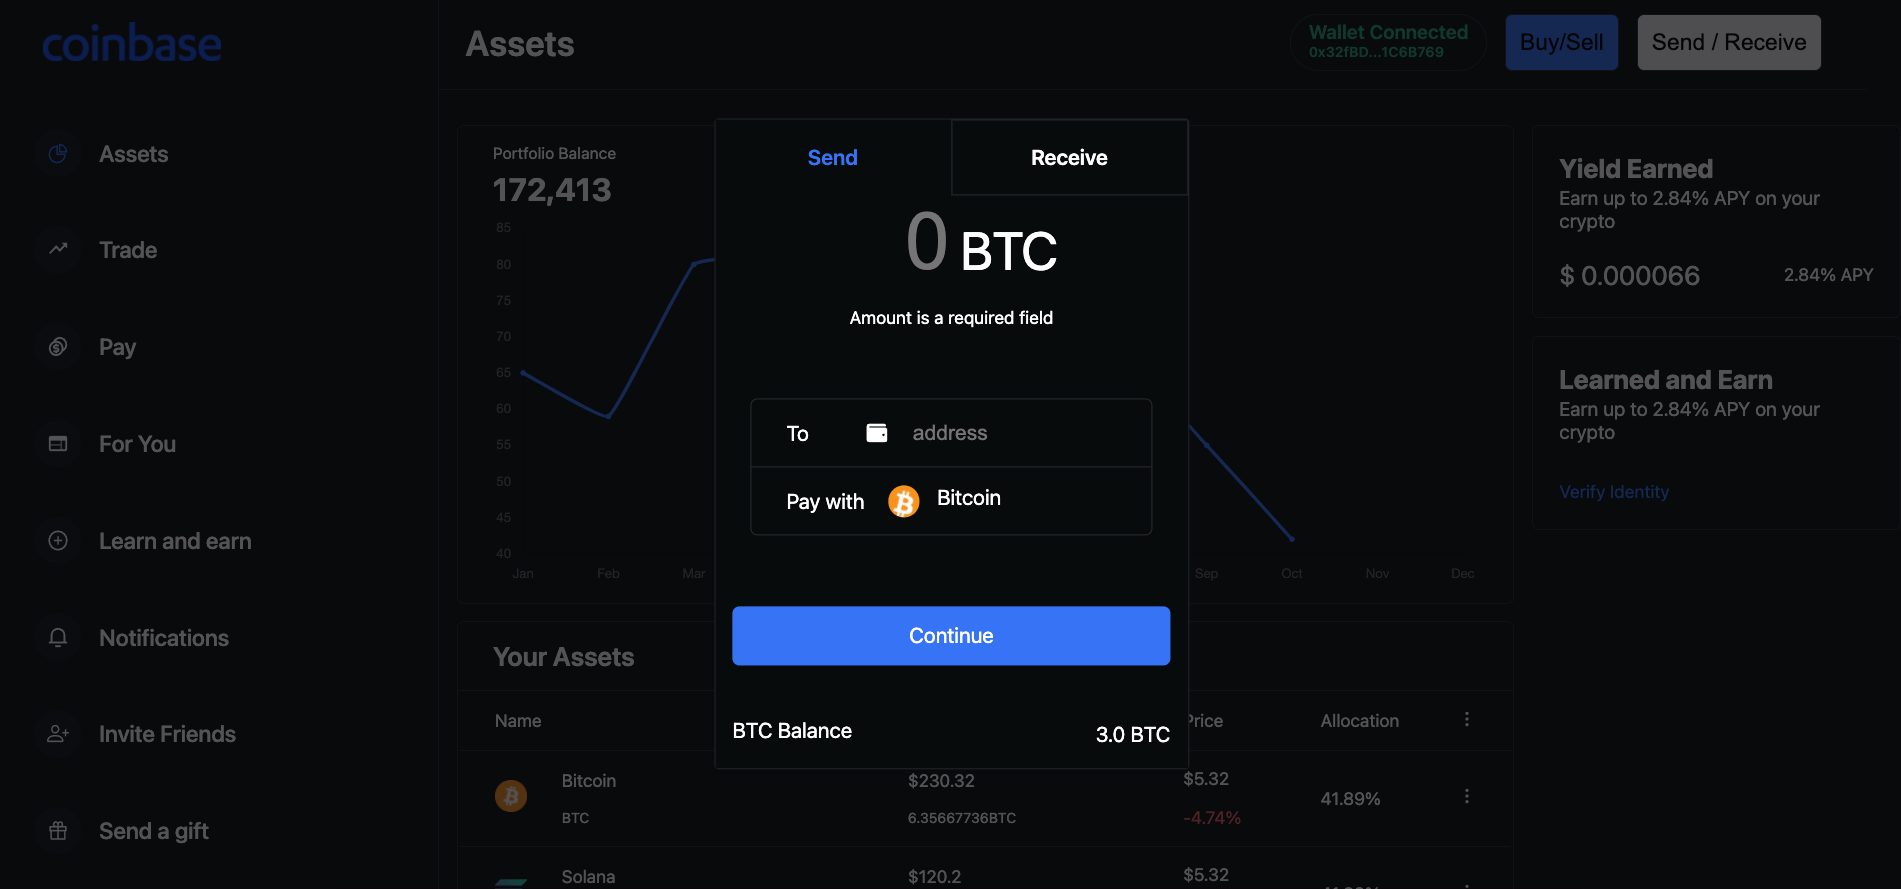 coinbase
Assets
Trade
Pay
For You
Learn and earn
Notifications
Invite Friends
Send a gift
Assets
Wallet Connected
0x32fBD...1C6B769
Buy/Sell
Send / Receive
Portfolio Balance
172,413
85
80
75
70
65
60
55
50
45
40
Jan
Feb
Mar
Sep
Oct
Nov
Dec
Send
Receive
0 BTC
Amount is a required field
To address
Pay with Bitcoin
Continue
BTC Balance
3.0 BTC
Yield Earned
Earn up to 2.84% APY on your
crypto
$ 0.000066
2.84% APY
Learned and Earn
Earn up to 2.84% APY on your
crypto
Verify Identity
Your Assets
Name
Price
Allocation
Bitcoin
BTC
$230.32
6.35667736BTC
$5.32
-4.74%
41.89%
Solana
$120.2
$5.32